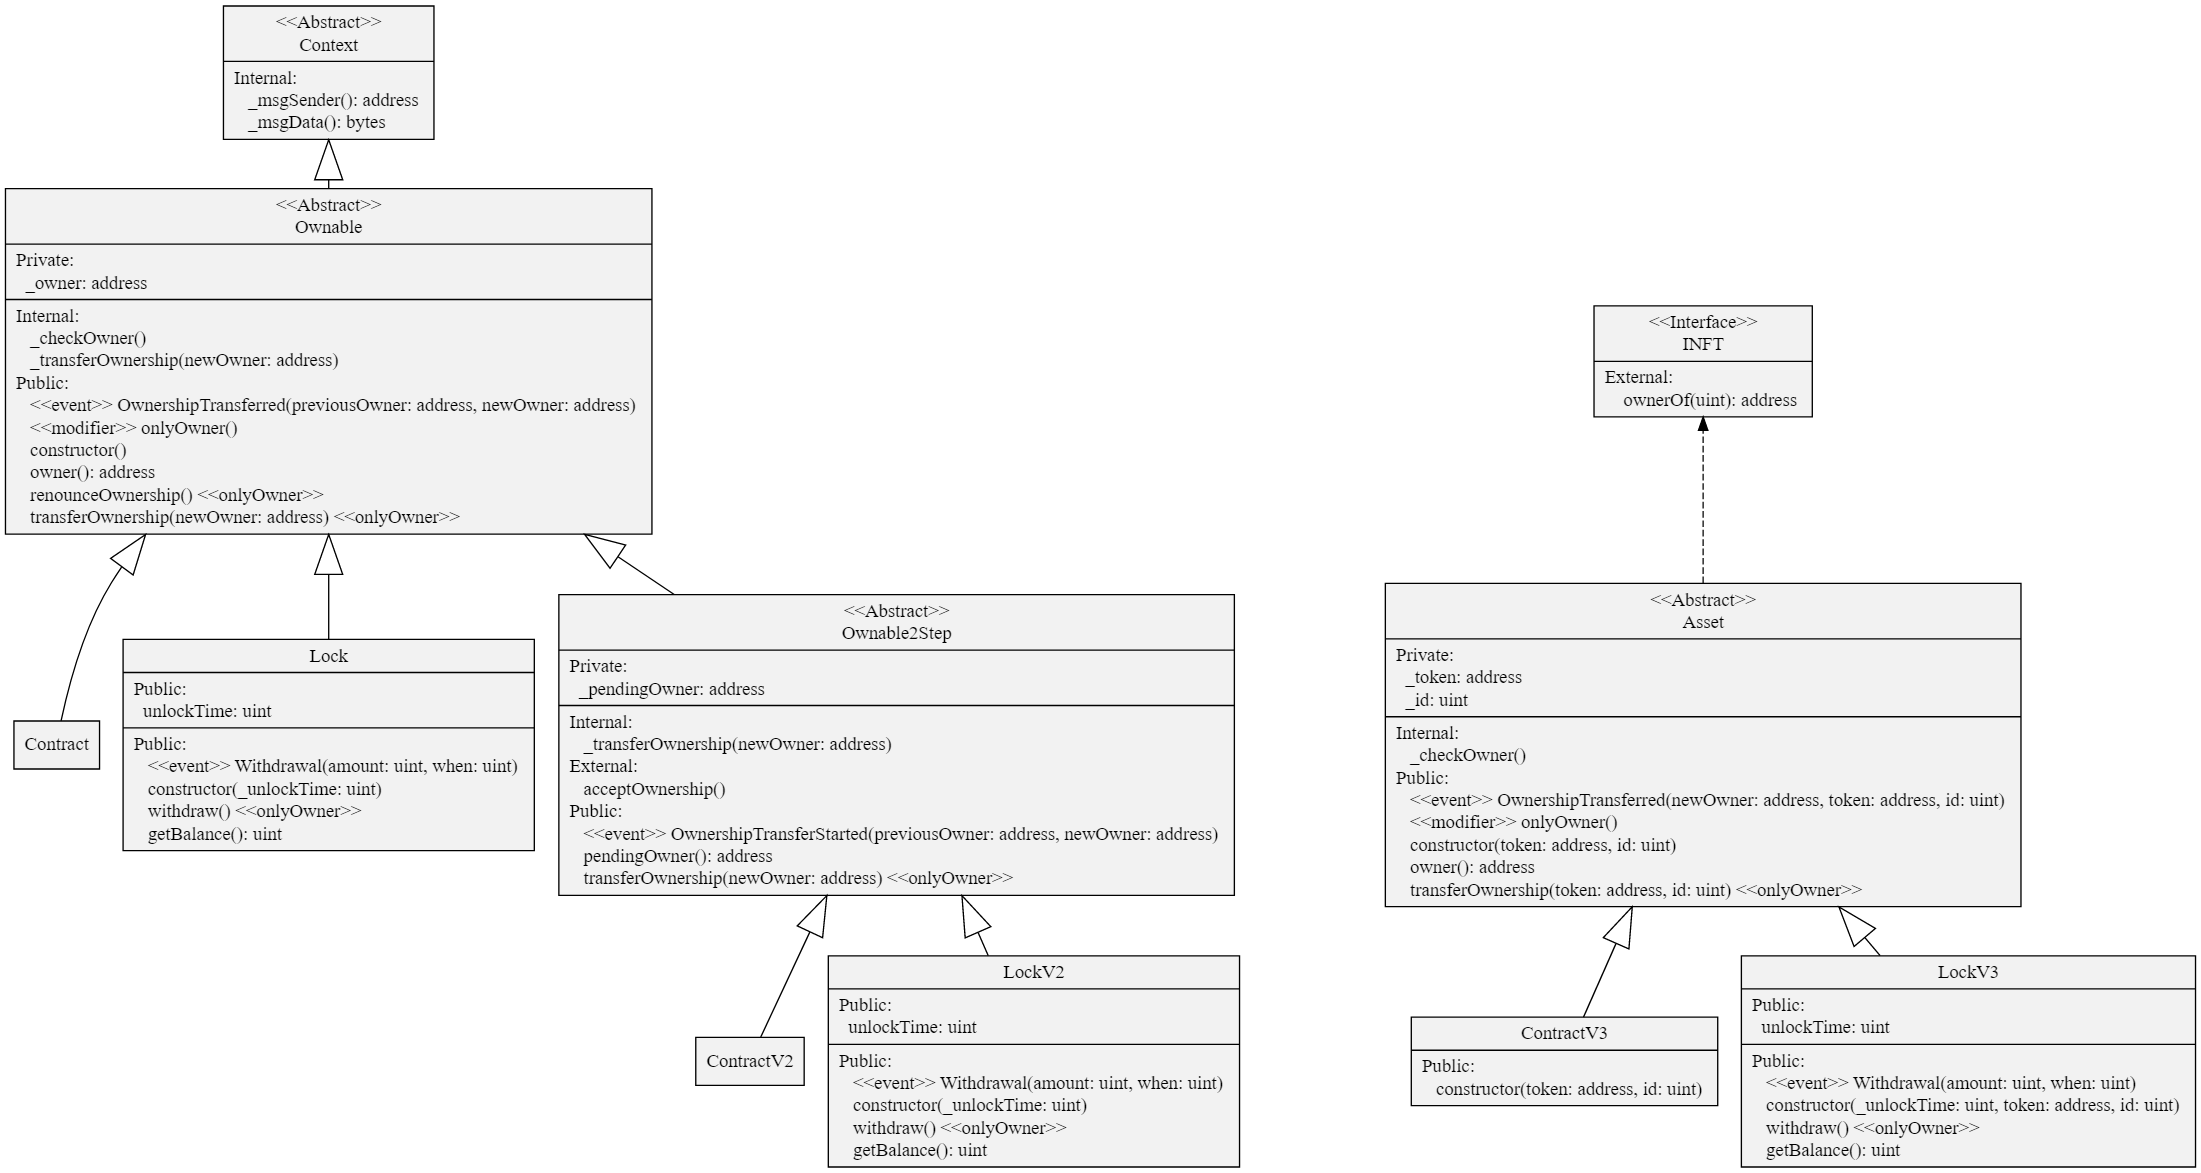 <<Abstract>>
Context
Internal:
_msgSender(): address
_msgData(): bytes
<<Abstract>>
Ownable
Private:
_owner: address
Internal:
_checkOwner()
_transferOwnership(newOwner: address)
Public:
<<event>> OwnershipTransferred(previousOwner: address, newOwner: address)
<<modifier>> onlyOwner()
constructor()
owner(): address
renounceOwnership() <<onlyOwner>>
transferOwnership(newOwner: address) <<onlyOwner>>
Contract
Lock
Public:
unlockTime: uint
Public:
<<event>> Withdrawal(amount: uint, when: uint)
constructor(_unlockTime: uint)
withdraw() <<onlyOwner>>
getBalance(): uint
<<Abstract>>
Ownable2Step
Private:
_pendingOwner: address
Internal:
_transferOwnership(newOwner: address)
External:
acceptOwnership()
Public:
<<event>> OwnershipTransferStarted(previousOwner: address, newOwner: address)
pendingOwner(): address
transferOwnership(newOwner: address) <<onlyOwner>>
ContractV2
LockV2
Public:
unlockTime: uint
Public:
<<event>> Withdrawal(amount: uint, when: uint)
constructor(_unlockTime: uint)
withdraw() <<onlyOwner>>
getBalance(): uint
<<Interface>>
INFT
External:
ownerOf(uint): address
<<Abstract>>
Asset
Private:
_token: address
_id: uint
Internal:
_checkOwner()
Public:
<<event>> OwnershipTransferred(newOwner: address, token: address, id: uint)
<<modifier>> onlyOwner()
constructor(token: address, id: uint)
owner(): address
transferOwnership(token: address, id: uint) <<onlyOwner>>
ContractV3
Public:
constructor(token: address, id: uint)
LockV3
Public:
unlockTime: uint
Public:
<<event>> Withdrawal(amount: uint, when: uint)
constructor(_unlockTime: uint, token: address, id: uint)
withdraw() <<onlyOwner>>
getBalance(): uint